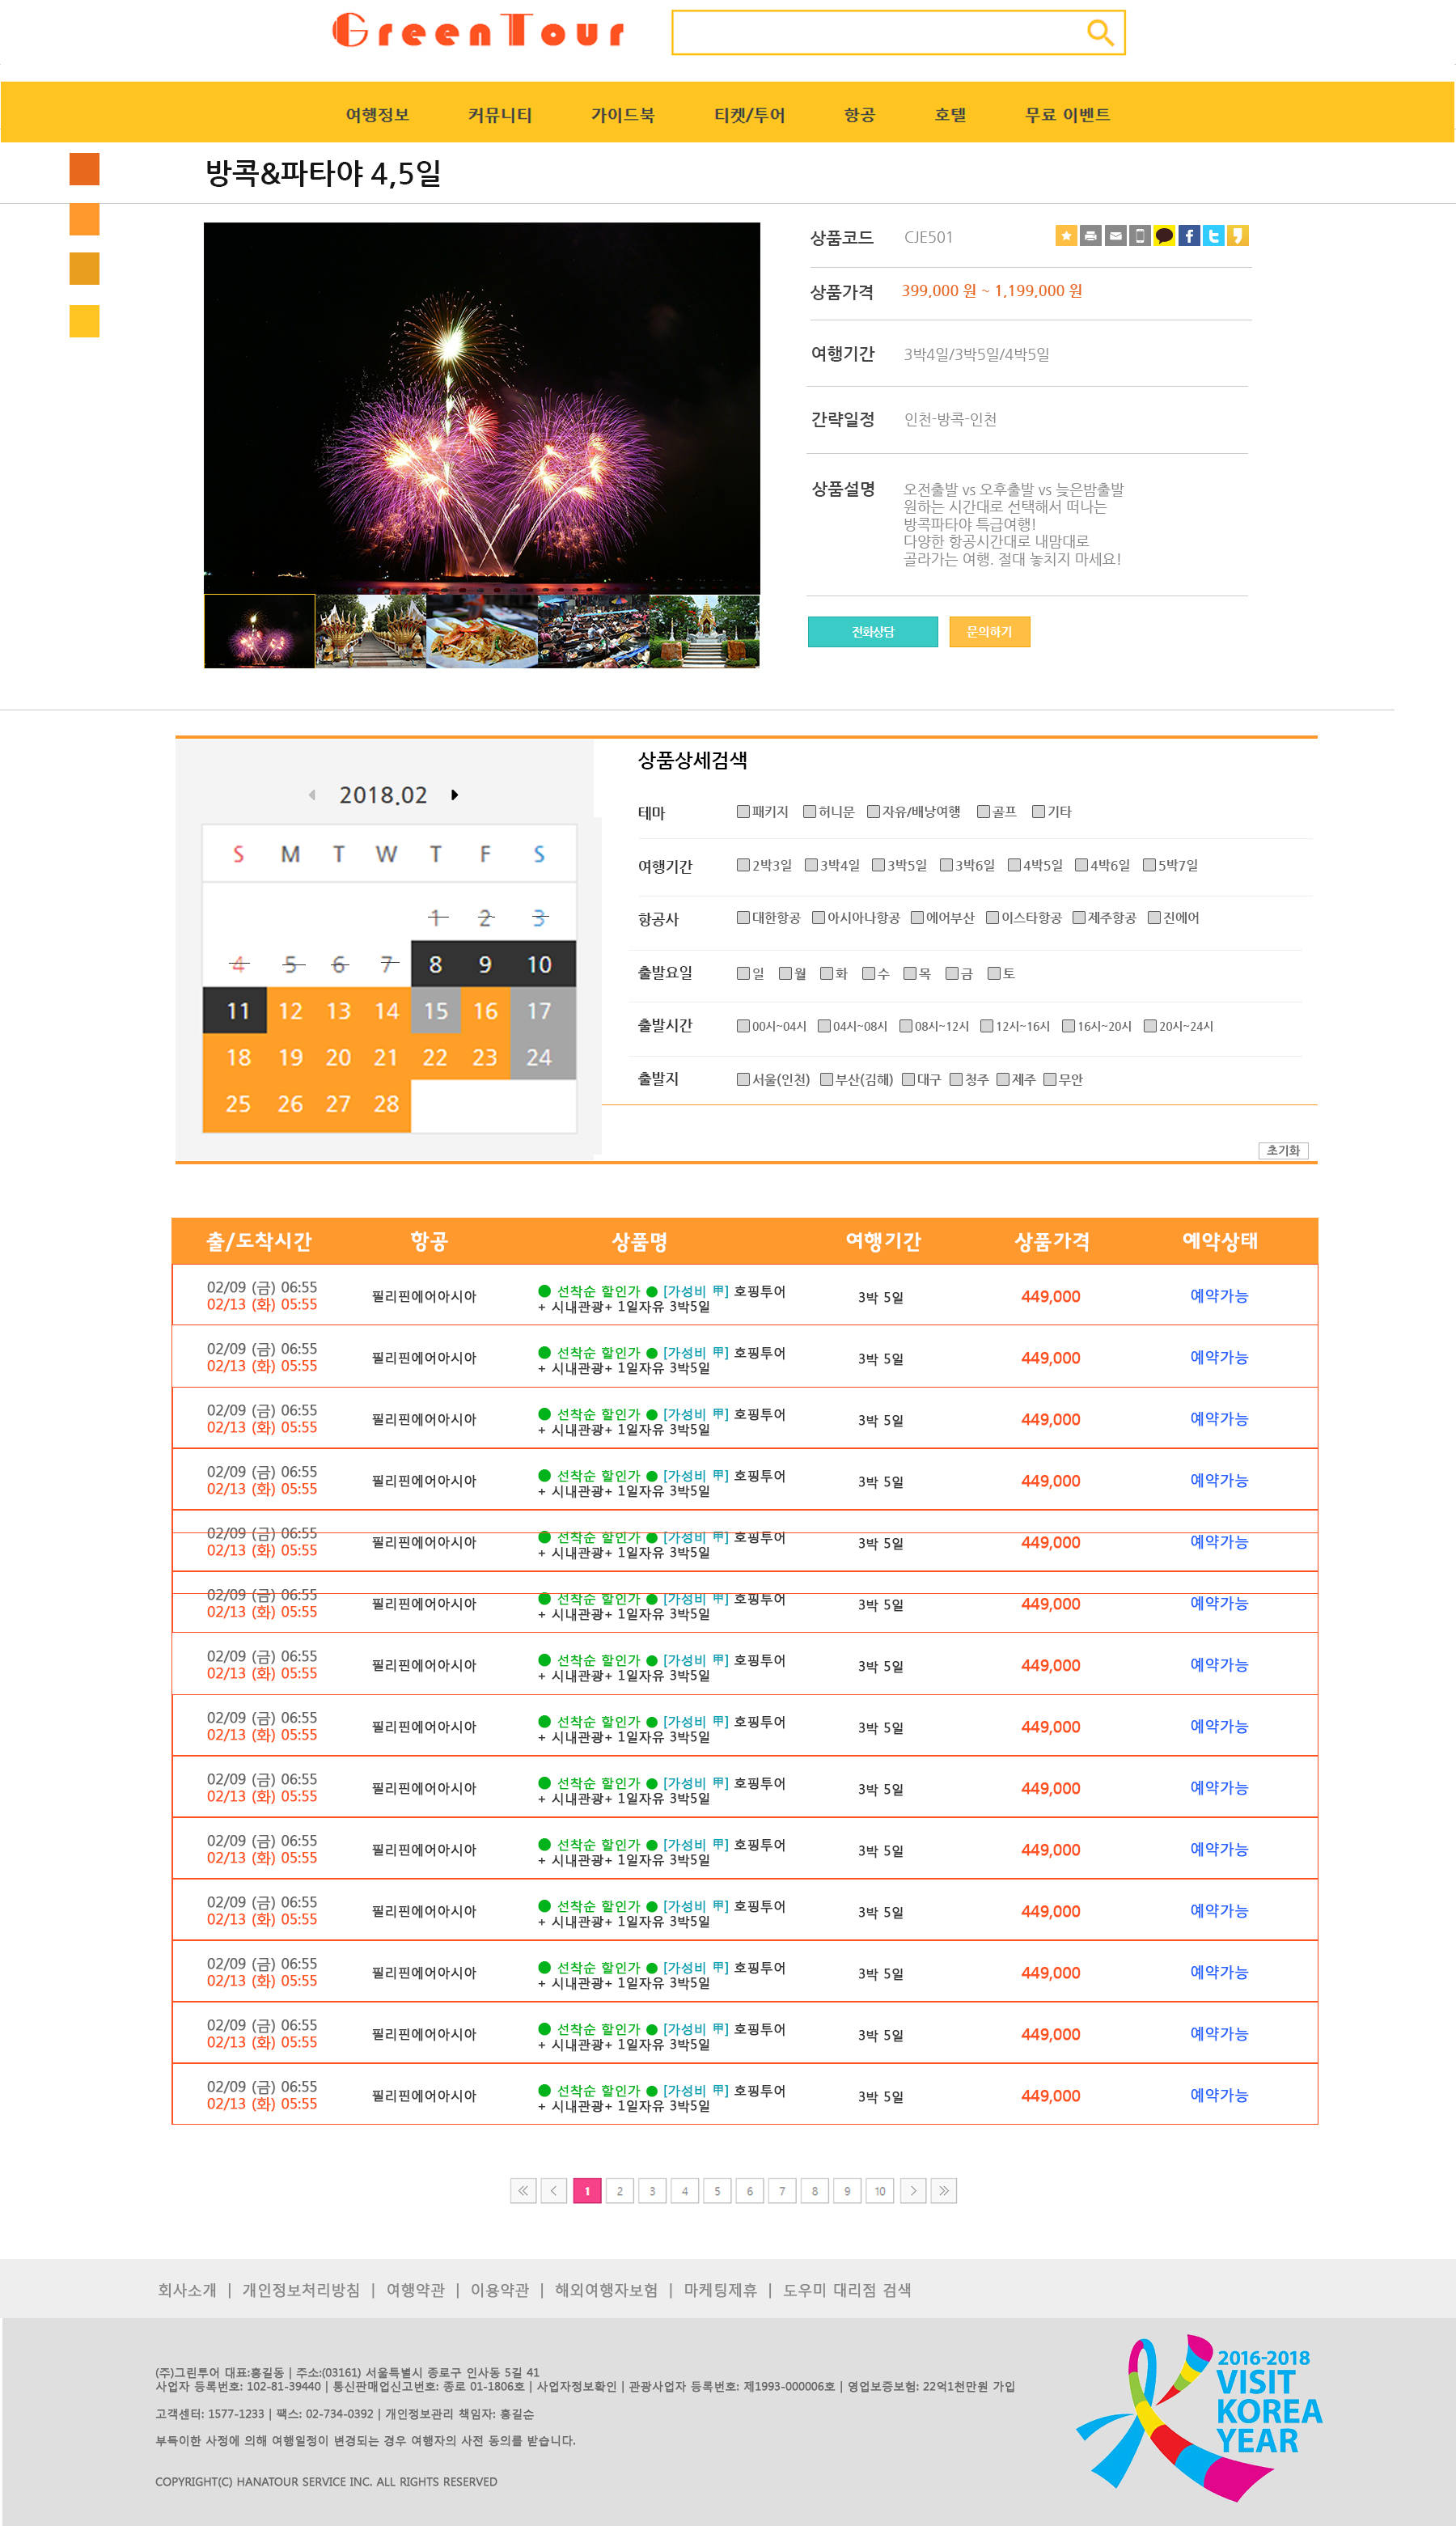 GreenTour
여행정보 커뮤니티 가이드북 티켓/투어 항공 호텔 무료 이벤트
방콕&파타야 4,5일
상품코드 CJE501
상품가격 399,000 원 ~ 1,199,000 원
여행기간 3박4일/3박5일/4박5일
간략일정 인천-방콕-인천
상품설명 오전출발 vs 오후출발 vs 늦은밤출발
원하는 시간대로 선택해서 떠나는
방콕파타야 특급여행!
다양한 항공시간대로 내맘대로
골라가는 여행. 절대 놓치지 마세요!
전화상담 문의하기
2018.02
S M T W T F S
1 2 3
4 5 6 7 8 9 10
11 12 13 14 15 16 17
18 19 20 21 22 23 24
25 26 27 28
상품상세검색
테마 패키지 허니문 자유/배낭여행 골프 기타
여행기간 2박3일 3박4일 3박5일 3박6일 4박5일 4박6일 5박7일
항공사 대한항공 아시아나항공 에어부산 이스타항공 제주항공 진에어
출발요일 일 월 화 수 목 금 토
출발시간 00시~04시 04시~08시 08시~12시 12시~16시 16시~20시 20시~24시
출발지 서울(인천) 부산(김해) 대구 청주 제주 무안
초기화
출/도착시간 항공 상품명 여행기간 상품가격 예약상태
02/09 (금) 06:55 필리핀에어아시아 ● 선착순 할인가 ● [가성비 甲] 호핑투어 3박 5일 449,000 예약가능
02/13 (화) 05:55 + 시내관광+ 1일자유 3박5일
02/09 (금) 06:55 필리핀에어아시아 ● 선착순 할인가 ● [가성비 甲] 호핑투어 3박 5일 449,000 예약가능
02/13 (화) 05:55 + 시내관광+ 1일자유 3박5일
02/09 (금) 06:55 필리핀에어아시아 ● 선착순 할인가 ● [가성비 甲] 호핑투어 3박 5일 449,000 예약가능
02/13 (화) 05:55 + 시내관광+ 1일자유 3박5일
02/09 (금) 06:55 필리핀에어아시아 ● 선착순 할인가 ● [가성비 甲] 호핑투어 3박 5일 449,000 예약가능
02/13 (화) 05:55 + 시내관광+ 1일자유 3박5일
02/09 (금) 06:55 필리핀에어아시아 ● 선착순 할인가 ● [가성비 甲] 호핑투어 3박 5일 449,000 예약가능
02/13 (화) 05:55 + 시내관광+ 1일자유 3박5일
02/09 (금) 06:55 필리핀에어아시아 ● 선착순 할인가 ● [가성비 甲] 호핑투어 3박 5일 449,000 예약가능
02/13 (화) 05:55 + 시내관광+ 1일자유 3박5일
02/09 (금) 06:55 필리핀에어아시아 ● 선착순 할인가 ● [가성비 甲] 호핑투어 3박 5일 449,000 예약가능
02/13 (화) 05:55 + 시내관광+ 1일자유 3박5일
02/09 (금) 06:55 필리핀에어아시아 ● 선착순 할인가 ● [가성비 甲] 호핑투어 3박 5일 449,000 예약가능
02/13 (화) 05:55 + 시내관광+ 1일자유 3박5일
02/09 (금) 06:55 필리핀에어아시아 ● 선착순 할인가 ● [가성비 甲] 호핑투어 3박 5일 449,000 예약가능
02/13 (화) 05:55 + 시내관광+ 1일자유 3박5일
02/09 (금) 06:55 필리핀에어아시아 ● 선착순 할인가 ● [가성비 甲] 호핑투어 3박 5일 449,000 예약가능
02/13 (화) 05:55 + 시내관광+ 1일자유 3박5일
02/09 (금) 06:55 필리핀에어아시아 ● 선착순 할인가 ● [가성비 甲] 호핑투어 3박 5일 449,000 예약가능
02/13 (화) 05:55 + 시내관광+ 1일자유 3박5일
02/09 (금) 06:55 필리핀에어아시아 ● 선착순 할인가 ● [가성비 甲] 호핑투어 3박 5일 449,000 예약가능
02/13 (화) 05:55 + 시내관광+ 1일자유 3박5일
02/09 (금) 06:55 필리핀에어아시아 ● 선착순 할인가 ● [가성비 甲] 호핑투어 3박 5일 449,000 예약가능
02/13 (화) 05:55 + 시내관광+ 1일자유 3박5일
02/09 (금) 06:55 필리핀에어아시아 ● 선착순 할인가 ● [가성비 甲] 호핑투어 3박 5일 449,000 예약가능
02/13 (화) 05:55 + 시내관광+ 1일자유 3박5일
1 2 3 4 5 6 7 8 9 10
회사소개 | 개인정보처리방침 | 여행약관 | 이용약관 | 해외여행자보험 | 마케팅제휴 | 도우미 대리점 검색
(주)그린투어 대표:홍길동 | 주소:(03161) 서울특별시 종로구 인사동 5길 41
사업자 등록번호: 102-81-39440 | 통신판매업신고번호: 종로 01-1806호 | 사업자정보확인 | 관광사업자 등록번호: 제1993-000006호 | 영업보증보험: 22억1천만원 가입
고객센터: 1577-1233 | 팩스: 02-734-0392 | 개인정보관리 책임자: 홍길슨
부득이한 사정에 의해 여행일정이 변경되는 경우 여행자의 사전 동의를 받습니다.
COPYRIGHT(C) HANATOUR SERVICE INC. ALL RIGHTS RESERVED
2016-2018
VISIT
KOREA
YEAR